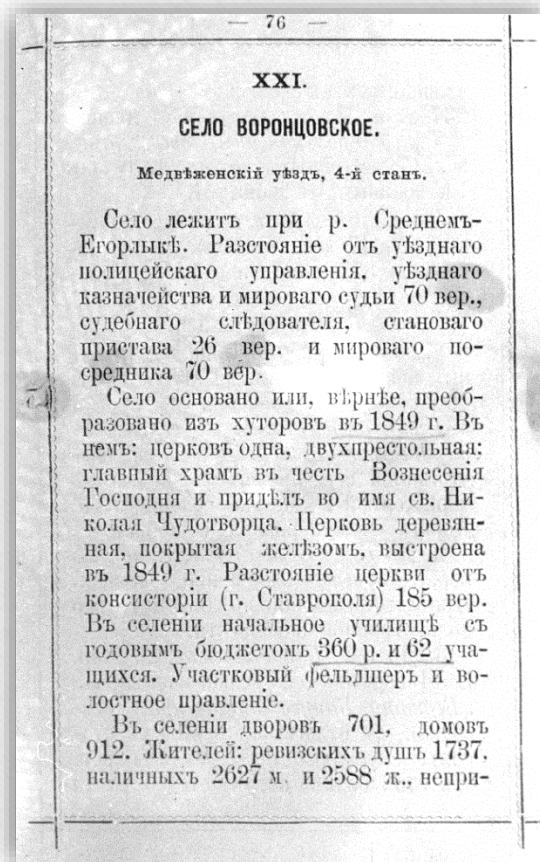 — 76 —
XXI.
СЕЛО ВОРОНЦОВСКОЕ.
Медвѣженскій уѣздъ, 4-й станъ.
Село лежитъ при р. Среднемъ-
Егорлыкѣ. Разстояніе отъ уѣзднаго
полицейскаго управленія, уѣзднаго
казначейства и мироваго судьи 70 вер.,
судебнаго слѣдователя, становаго
пристава 26 вер. и мироваго по-
средника 70 вер.
Село основано или, вѣрнѣе, преоб-
разовано изъ хуторовъ въ 1849 г. Въ
немъ: церковъ одна, двухпрестольная:
главный храмъ въ честь Вознесенія
Господня и придѣлъ во имя св. Ни-
колая Чудотворца. Церковь деревян-
ная, покрытая желѣзомъ, выстроена
въ 1849 г. Разстояніе церкви отъ
консисторіи (г. Ставрополя) 185 вер.
Въ селеніи начальное училищѣ съ
годовымъ бюджетомъ 360 р. и 62 уча-
щихся. Участковый фельдшеръ и во-
лостное правленіе.
Въ селеніи дворовъ 701, домовъ
912. Жителей: ревизскихъ душъ 1737,
наличныхъ 2627 м. и 2588 ж., непри-